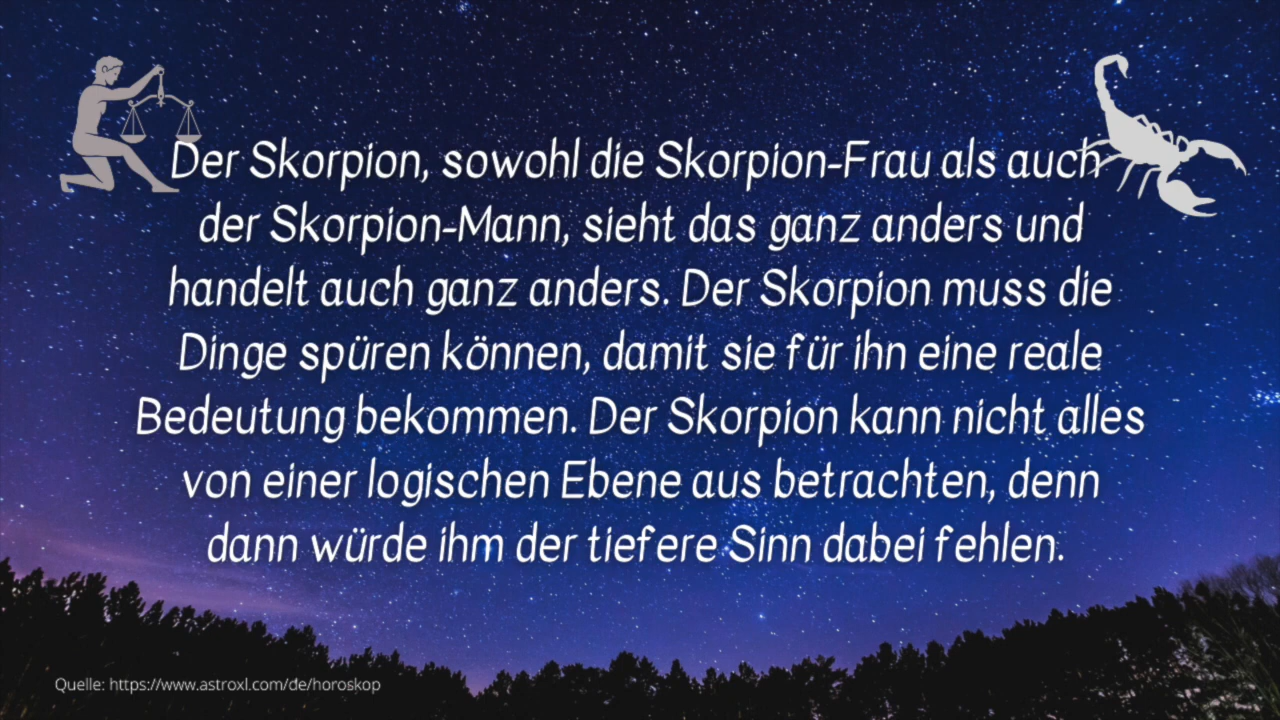 Der Skorpion, sowohl die Skorpion-Frau als auch
der Skorpion-Mann, sieht das ganz anders und
handelt auch ganz anders. Der Skorpion muss die
Dinge spüren können, damit sie für ihn eine reale
Bedeutung bekommen. Der Skorpion kann nicht alles
von einer logischen Ebene aus betrachten, denn
dann würde ihm der tiefere Sinn dabei fehlen.
Quelle: https://www.astroxl.com/de/horoskop